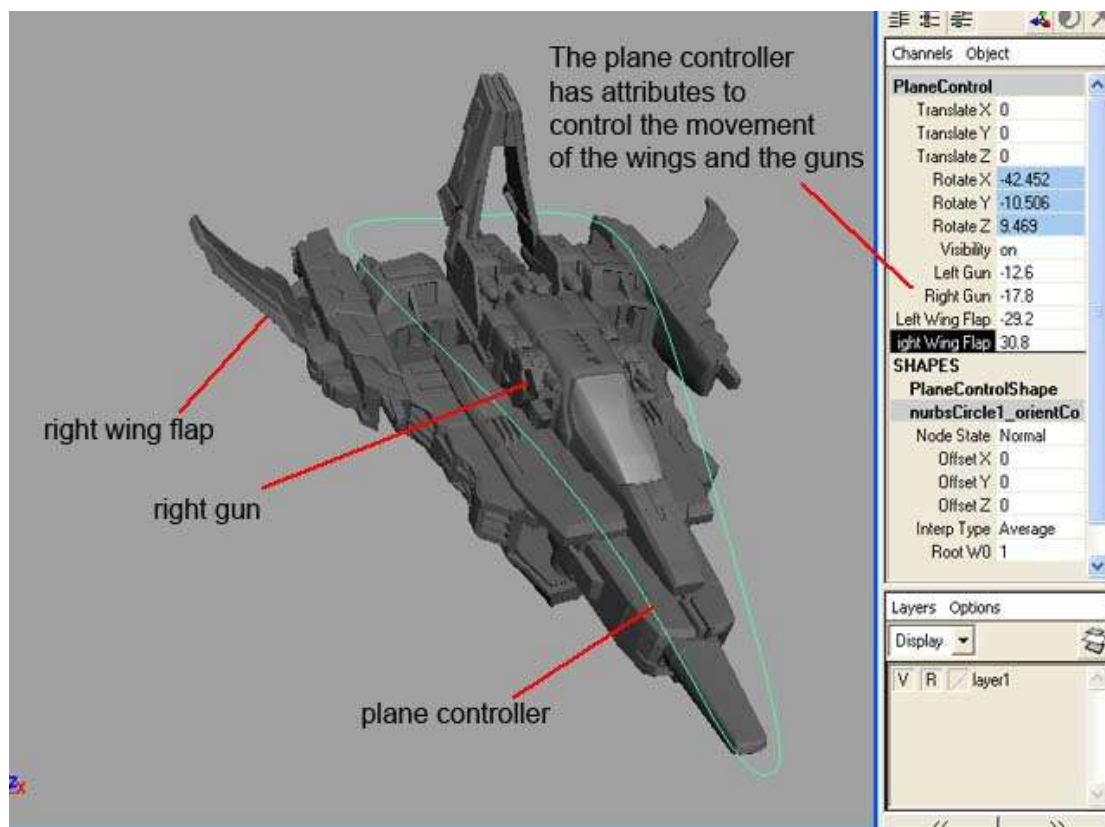 The plane controller
has attributes to
control the movement
of the wings and the guns
right wing flap
right gun
plane controller
Channels Object
PlaneControl
Translate X 0
Translate Y 0
Translate Z 0
Rotate X -42.452
Rotate Y -10.506
Rotate Z 9.469
Visibility on
Left Gun -12.6
Right Gun -17.8
Left Wing Flap -29.2
ight Wing Flap 30.8
SHAPES
PlaneControlShape
nurbsCircle1_orientCo
Node State Normal
Offset X 0
Offset Y 0
Offset Z 0
Interp Type Average
Root W0 1
Layers Options
Display
V R layer1